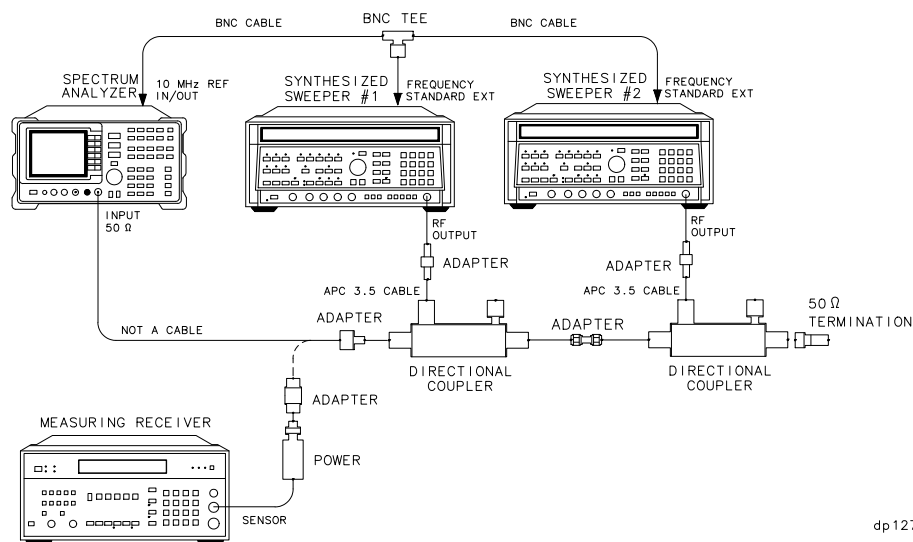 BNC CABLE
BNC TEE
BNC CABLE
SPECTRUM
ANALYZER
10 MHz REF
IN/OUT
SYNTHESIZED
SWEEPER #1
FREQUENCY
STANDARD EXT
SYNTHESIZED
SWEEPER #2
FREQUENCY
STANDARD EXT
INPUT
50 Ω
RF
OUTPUT
RF
OUTPUT
ADAPTER
ADAPTER
APC 3.5 CABLE
APC 3.5 CABLE
50 Ω
TERMINATION
NOT A CABLE
ADAPTER
ADAPTER
DIRECTIONAL
COUPLER
DIRECTIONAL
COUPLER
ADAPTER
MEASURING RECEIVER
POWER
SENSOR
dp127